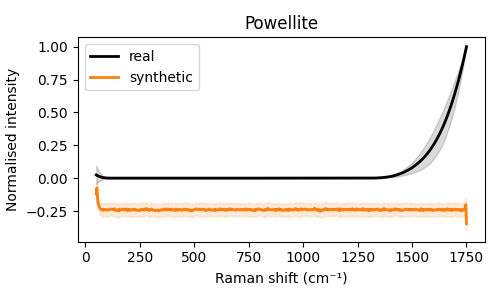 Powellite
real
synthetic
Normalised intensity
1.00
0.75
0.50
0.25
0.00
−0.25
0 250 500 750 1000 1250 1500 1750
Raman shift (cm⁻¹)